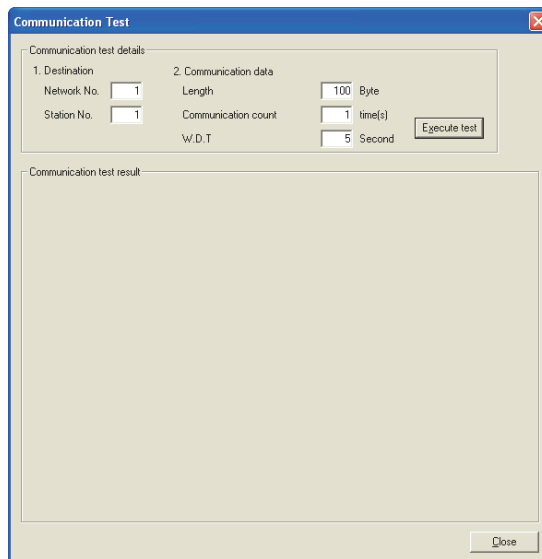 Communication Test
Communication test details
1. Destination
Network No. 1
Station No. 1
2. Communication data
Length 100 Byte
Communication count 1 time(s)
W.D.T 5 Second
Execute test
Communication test result
Close